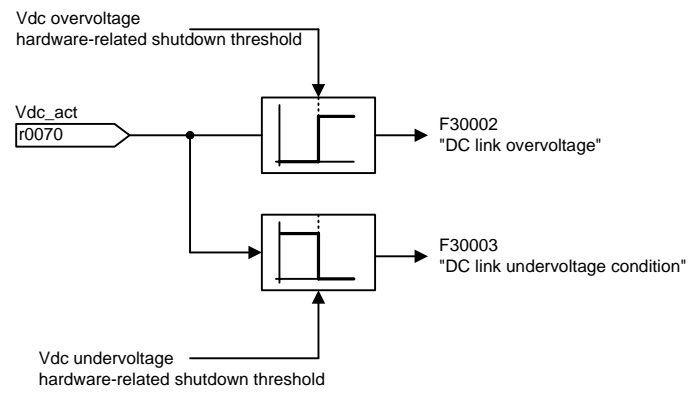 Vdc overvoltage
hardware-related shutdown threshold
Vdc_act
r0070
F30002
"DC link overvoltage"
F30003
"DC link undervoltage condition"
Vdc undervoltage
hardware-related shutdown threshold